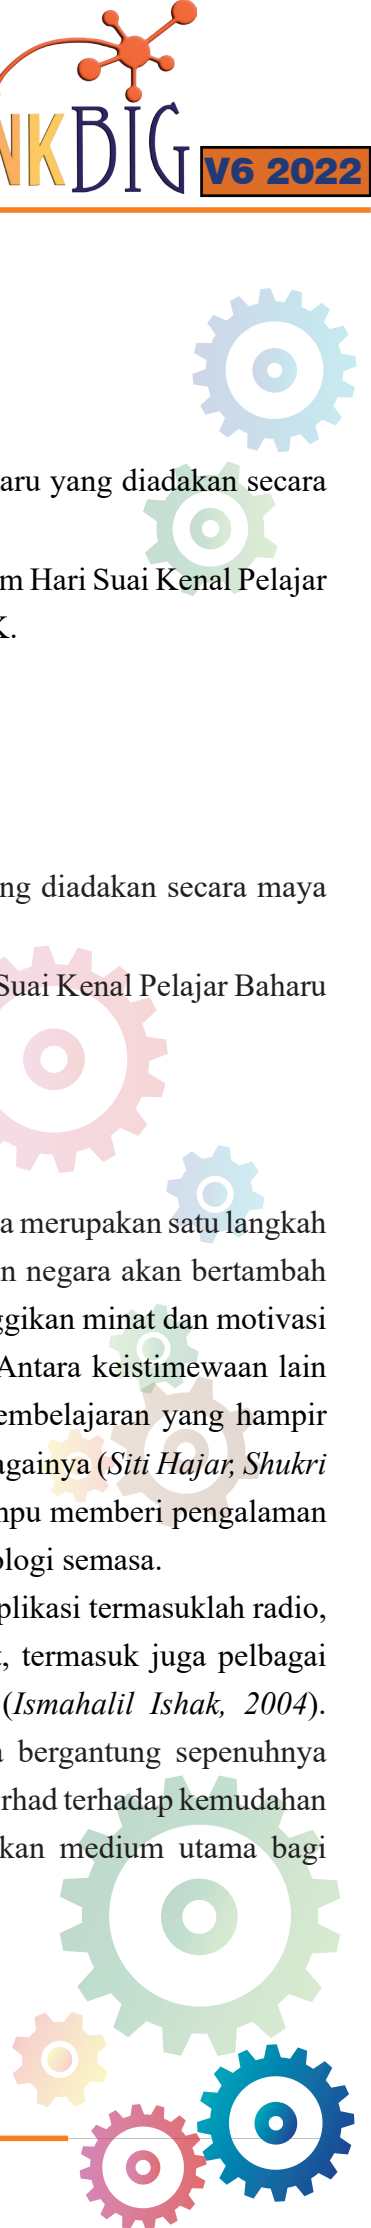 NKBIG
V6 2022
aru yang diadakan secara
m Hari Suai Kenal Pelajar
K.
ng diadakan secara maya
Suai Kenal Pelajar Baharu
a merupakan satu langkah
n negara akan bertambah
ggikan minat dan motivasi
Antara keistimewaan lain
embelajaran yang hampir
againya (Siti Hajar, Shukri
mpu memberi pengalaman
ologi semasa.
plikasi termasuklah radio,
t, termasuk juga pelbagai
(Ismahalil Ishak, 2004).
a bergantung sepenuhnya
rhad terhadap kemudahan
kan medium utama bagi